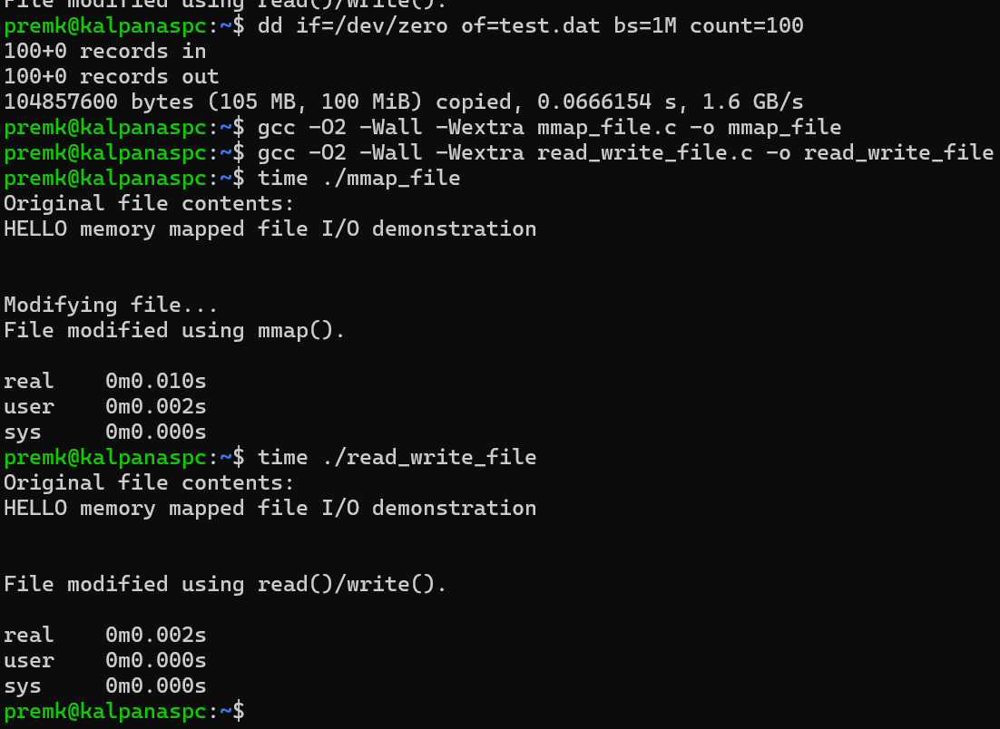 File modified using read()/write().
premk@kalpanaspc:~$ dd if=/dev/zero of=test.dat bs=1M count=100
100+0 records in
100+0 records out
104857600 bytes (105 MB, 100 MiB) copied, 0.0666154 s, 1.6 GB/s
premk@kalpanaspc:~$ gcc -O2 -Wall -Wextra mmap_file.c -o mmap_file
premk@kalpanaspc:~$ gcc -O2 -Wall -Wextra read_write_file.c -o read_write_file
premk@kalpanaspc:~$ time ./mmap_file
Original file contents:
HELLO memory mapped file I/O demonstration
Modifying file...
File modified using mmap().
real    0m0.010s
user    0m0.002s
sys     0m0.000s
premk@kalpanaspc:~$ time ./read_write_file
Original file contents:
HELLO memory mapped file I/O demonstration
File modified using read()/write().
real    0m0.002s
user    0m0.000s
sys     0m0.000s
premk@kalpanaspc:~$